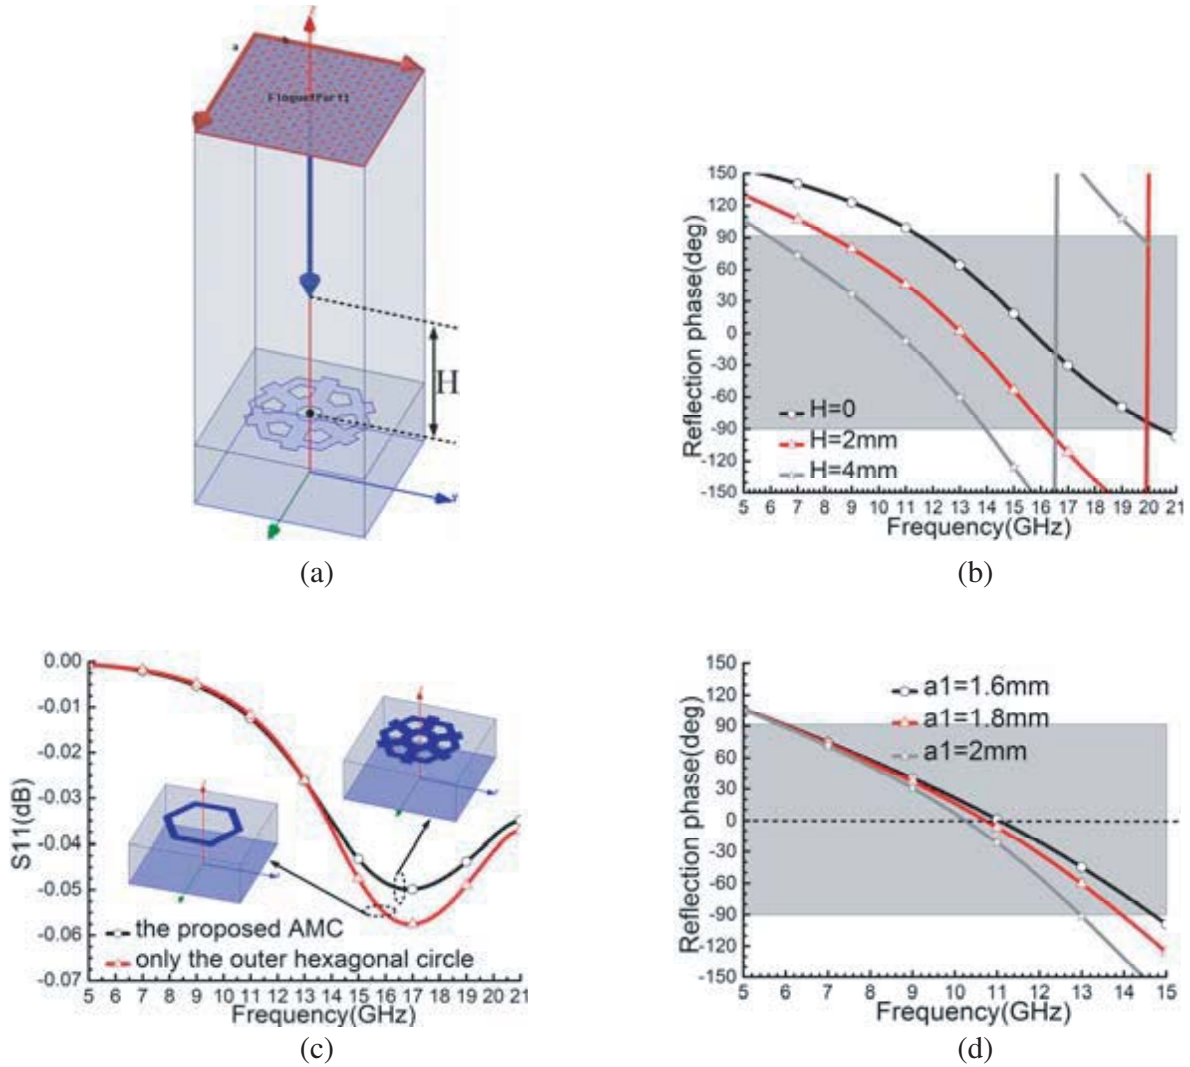 FloquetPort1
H
(a)
Reflection phase(deg)
150
120
90
60
30
0
-30
-60
-90
-120
-150
H=0
H=2mm
H=4mm
5 6 7 8 9 10 11 12 13 14 15 16 17 18 19 20 21
Frequency(GHz)
(b)
S11(dB)
0.00
-0.01
-0.02
-0.03
-0.04
-0.05
-0.06
-0.07
the proposed AMC
only the outer hexagonal circle
5 6 7 8 9 10 11 12 13 14 15 16 17 18 19 20 21
Frequency(GHz)
(c)
Reflection phase(deg)
150
120
90
60
30
0
-30
-60
-90
-120
-150
a1=1.6mm
a1=1.8mm
a1=2mm
5 6 7 8 9 10 11 12 13 14 15
Frequency(GHz)
(d)